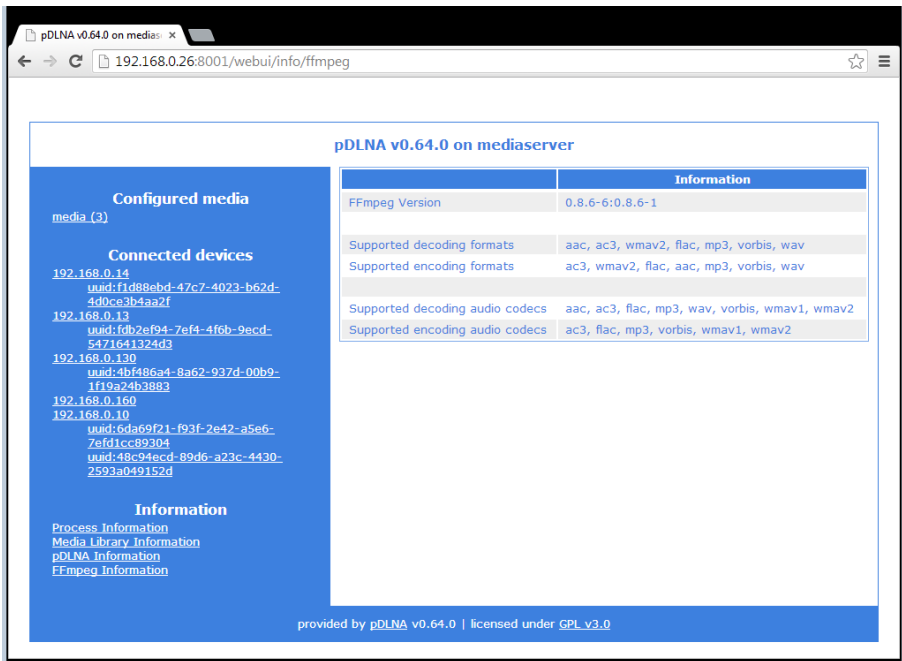 pDLNA v0.64.0 on medias
192.168.0.26:8001/webui/info/ffmpeg
pDLNA v0.64.0 on mediaserver
Configured media
media (3)
Connected devices
192.168.0.14
uuid:f1d88ebd-47c7-4023-b62d-
4d0ce3b4aa2f
192.168.0.13
uuid:fdb2ef94-7ef4-4f6b-9ecd-
5471641324d3
192.168.0.130
uuid:4bf486a4-8a62-937d-00b9-
1f19a24b3883
192.168.0.160
192.168.0.10
uuid:6da69f21-f93f-2e42-a5e6-
7efd1cc89304
uuid:48c94ecd-89d6-a23c-4430-
2593a049152d
Information
Process Information
Media Library Information
pDLNA Information
FFmpeg Information
Information
FFmpeg Version 0.8.6-6:0.8.6-1
Supported decoding formats aac, ac3, wmav2, flac, mp3, vorbis, wav
Supported encoding formats ac3, wmav2, flac, aac, mp3, vorbis, wav
Supported decoding audio codecs aac, ac3, flac, mp3, wav, vorbis, wmav1, wmav2
Supported encoding audio codecs ac3, flac, mp3, vorbis, wmav1, wmav2
provided by pDLNA v0.64.0 | licensed under GPL v3.0